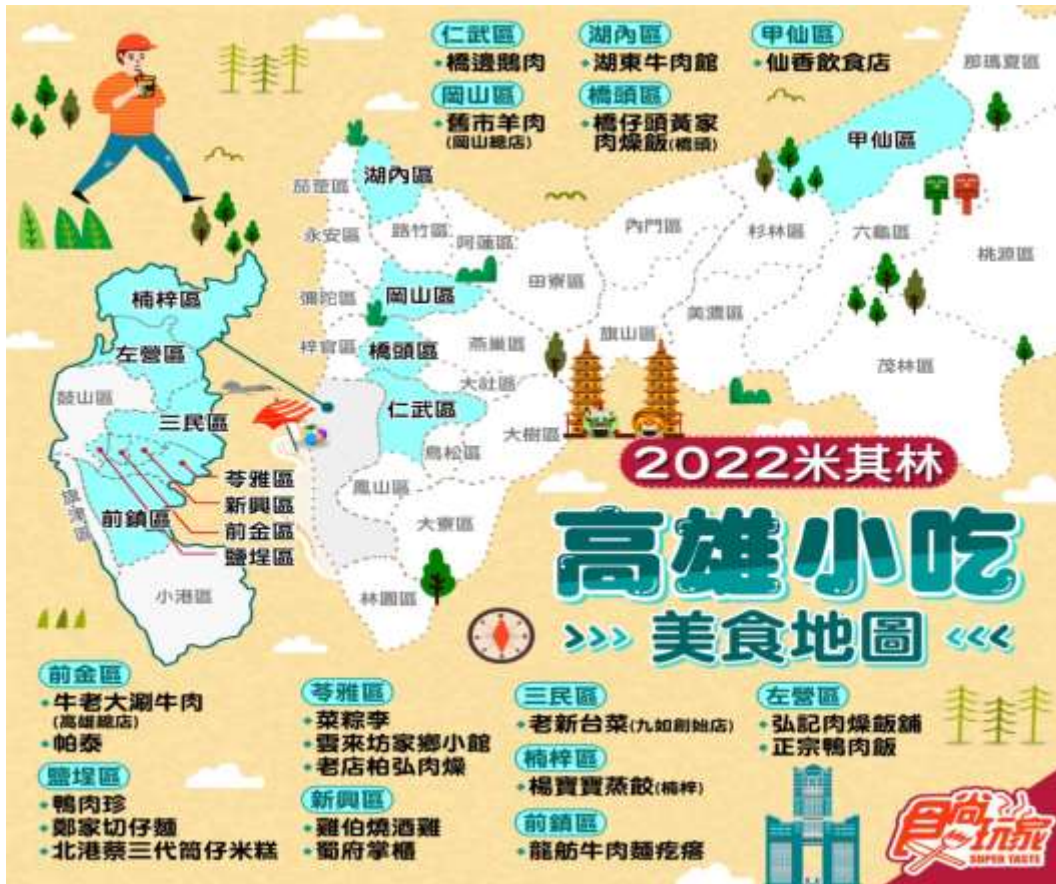 仁武區
•橋邊鵝肉
岡山區
•舊市羊肉
(岡山總店)
湖內區
•湖東牛肉館
橋頭區
•橋仔頭黃家
肉燥飯(橋頭)
甲仙區
•仙香飲食店
那瑪夏區
甲仙區
湖內區
茄萣區
路竹區
永安區
阿蓮區
內門區
杉林區
六龜區
桃源區
田寮區
岡山區
彌陀區
美濃區
旗山區
橋頭區
梓官區
燕巢區
茂林區
大社區
仁武區
大樹區
鳥松區
鳳山區
大寮區
林園區
楠梓區
左營區
鼓山區
三民區
苓雅區
新興區
前金區
鹽埕區
前鎮區
旗津區
小港區
2022米其林
高雄小吃
>>> 美食地圖 <<<
前金區
•牛老大涮牛肉
(高雄總店)
•帕泰
鹽埕區
•鴨肉珍
•鄭家切仔麵
•北港蔡三代筒仔米糕
苓雅區
•菜粽李
•雲來坊家鄉小館
•老店柏弘肉燥
新興區
•雞伯燒酒雞
•蜀府掌櫃
三民區
•老新台菜(九如創始店)
楠梓區
•楊寶寶蒸餃(楠梓)
前鎮區
•龍舫牛肉麵疙瘩
左營區
•弘記肉燥飯舖
•正宗鴨肉飯
食尚玩家
SUPER TASTE